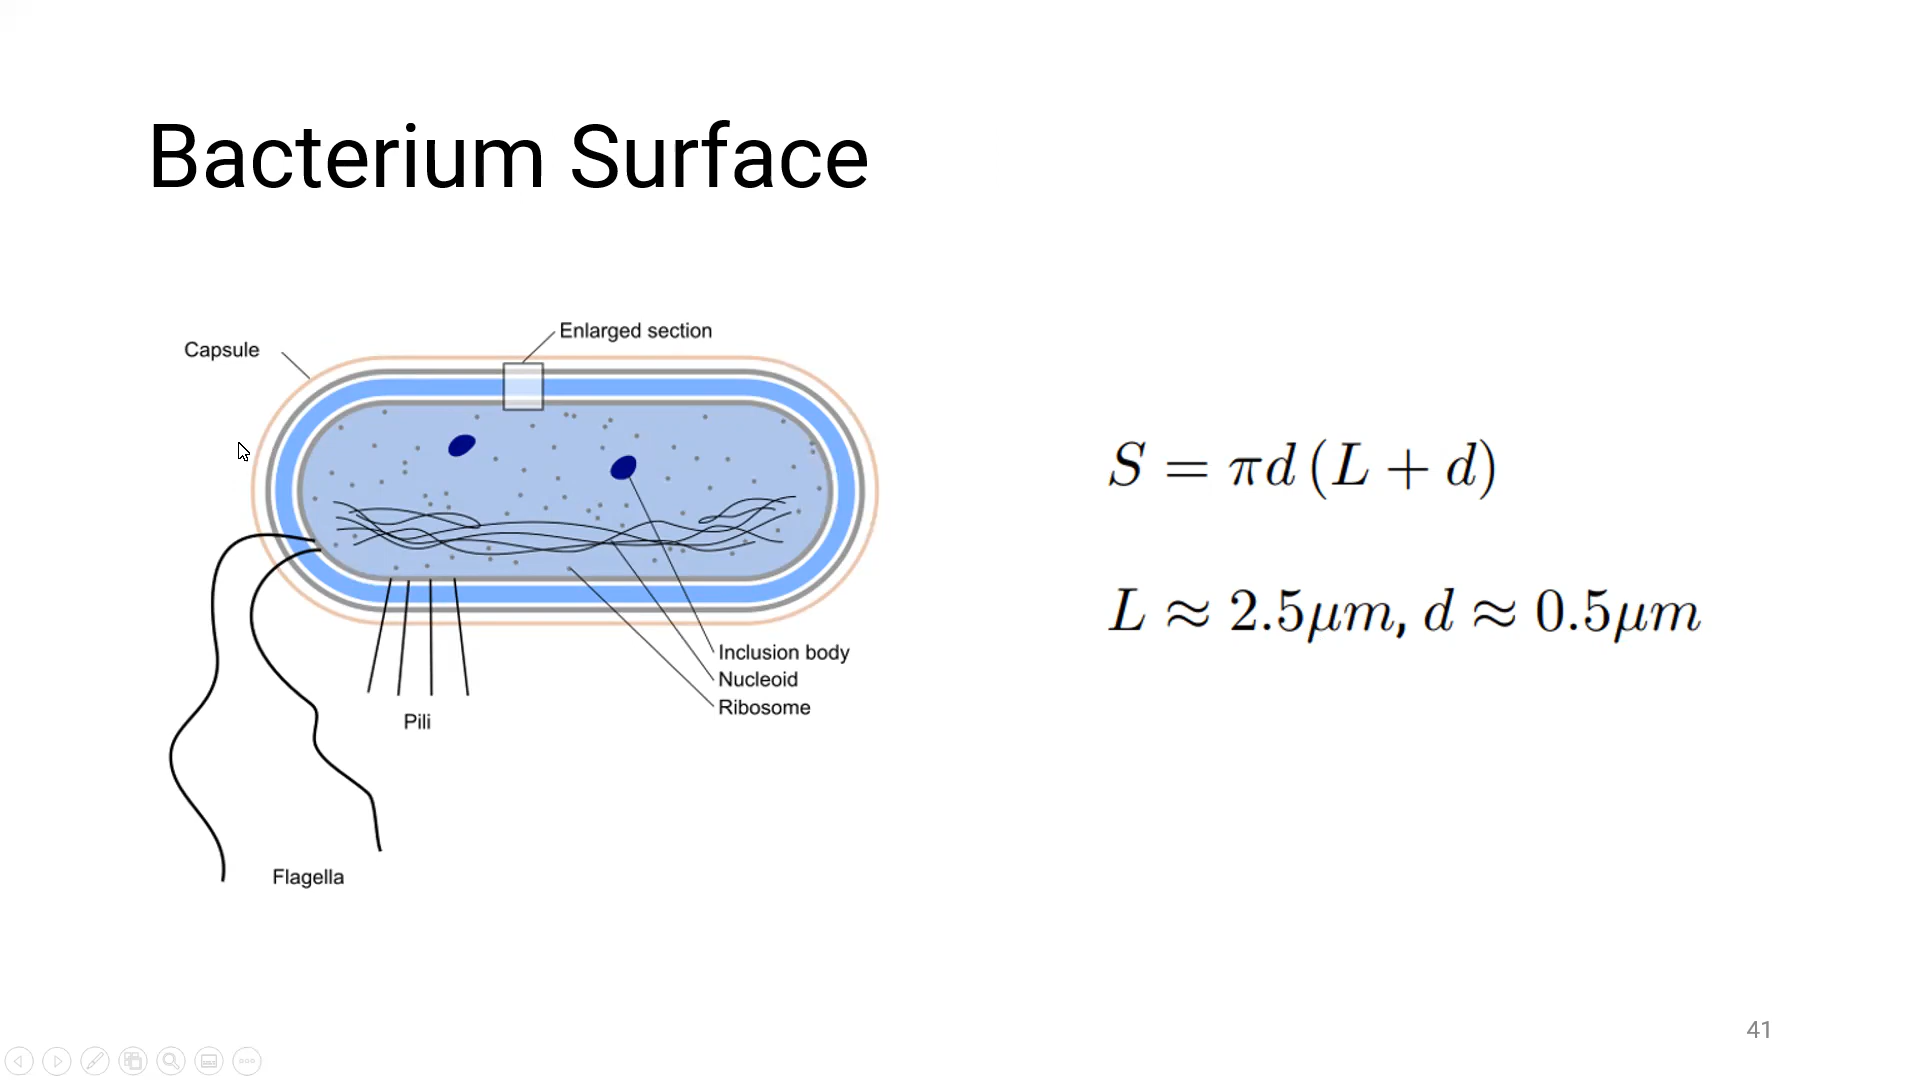 Bacterium Surface
Enlarged section
Capsule
S = πd (L + d)
L ≈ 2.5μm, d ≈ 0.5μm
Inclusion body
Nucleoid
Ribosome
Pili
Flagella
41